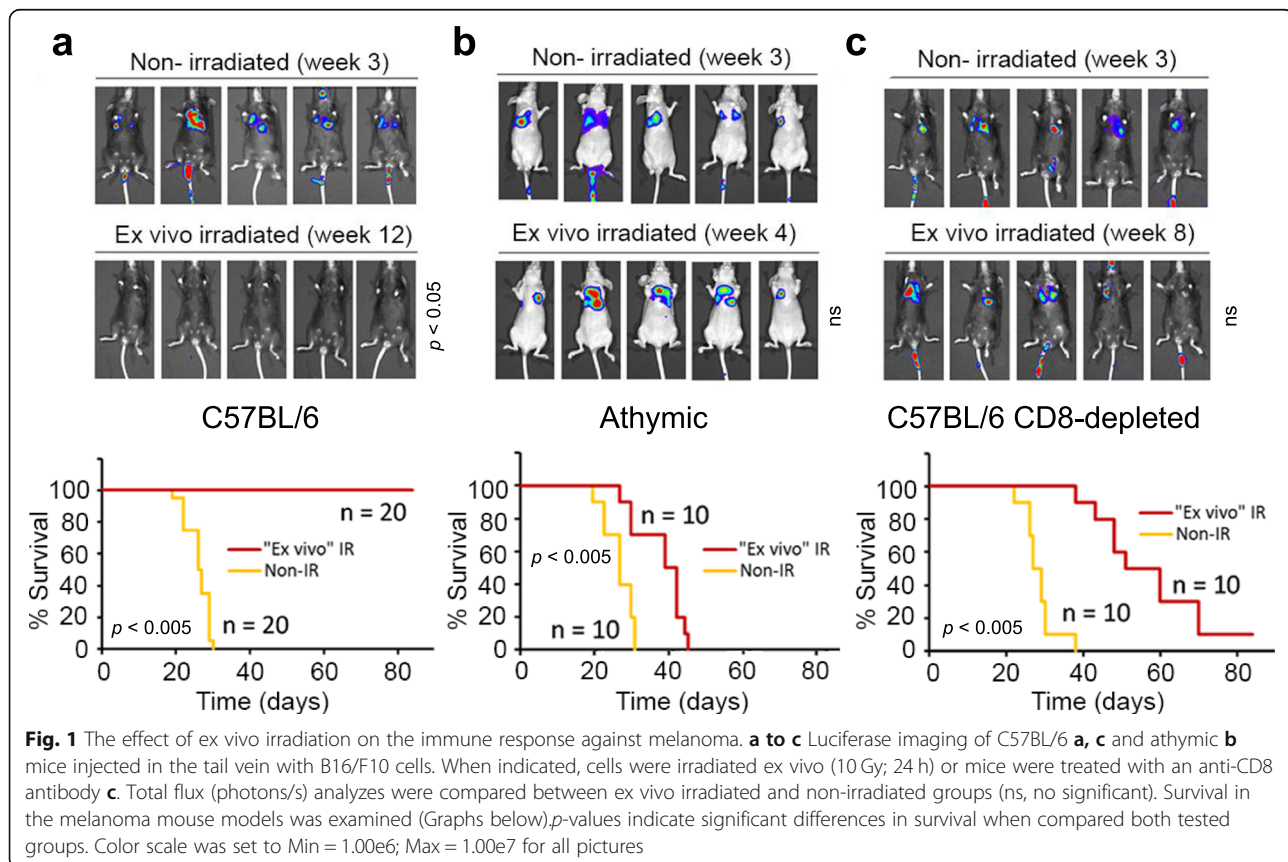 a
Non- irradiated (week 3)
Ex vivo irradiated (week 12)
p < 0.05
C57BL/6
100
80
60
40
20
0
% Survival
n = 20
"Ex vivo" IR
Non-IR
p < 0.005
n = 20
0 20 40 60 80
Time (days)
b
Non- irradiated (week 3)
Ex vivo irradiated (week 4)
ns
Athymic
100
80
60
40
20
0
% Survival
n = 10
"Ex vivo" IR
Non-IR
p < 0.005
n = 10
0 20 40 60 80
Time (days)
c
Non- irradiated (week 3)
Ex vivo irradiated (week 8)
ns
C57BL/6 CD8-depleted
100
80
60
40
20
0
% Survival
"Ex vivo" IR
Non-IR
n = 10
n = 10
p < 0.005
0 20 40 60 80
Time (days)
Fig. 1 The effect of ex vivo irradiation on the immune response against melanoma. a to c Luciferase imaging of C57BL/6 a, c and athymic b
mice injected in the tail vein with B16/F10 cells. When indicated, cells were irradiated ex vivo (10 Gy; 24 h) or mice were treated with an anti-CD8
antibody c. Total flux (photons/s) analyzes were compared between ex vivo irradiated and non-irradiated groups (ns, no significant). Survival in
the melanoma mouse models was examined (Graphs below).p-values indicate significant differences in survival when compared both tested
groups. Color scale was set to Min = 1.00e6; Max = 1.00e7 for all pictures